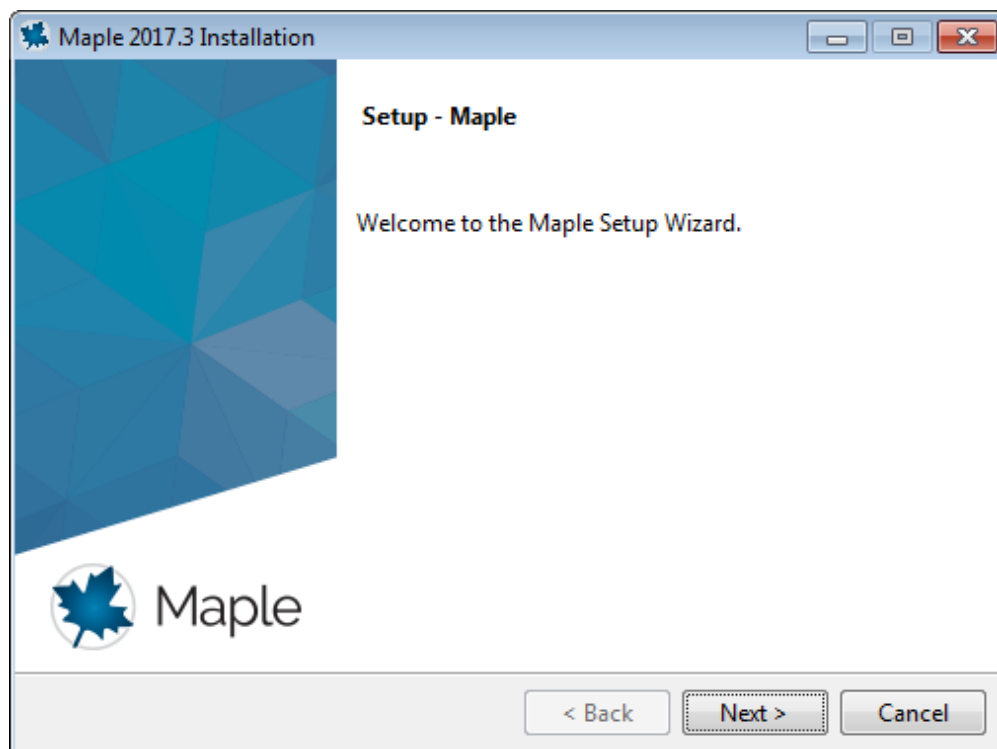 Maple 2017.3 Installation
Setup - Maple
Welcome to the Maple Setup Wizard.
Maple
< Back
Next >
Cancel